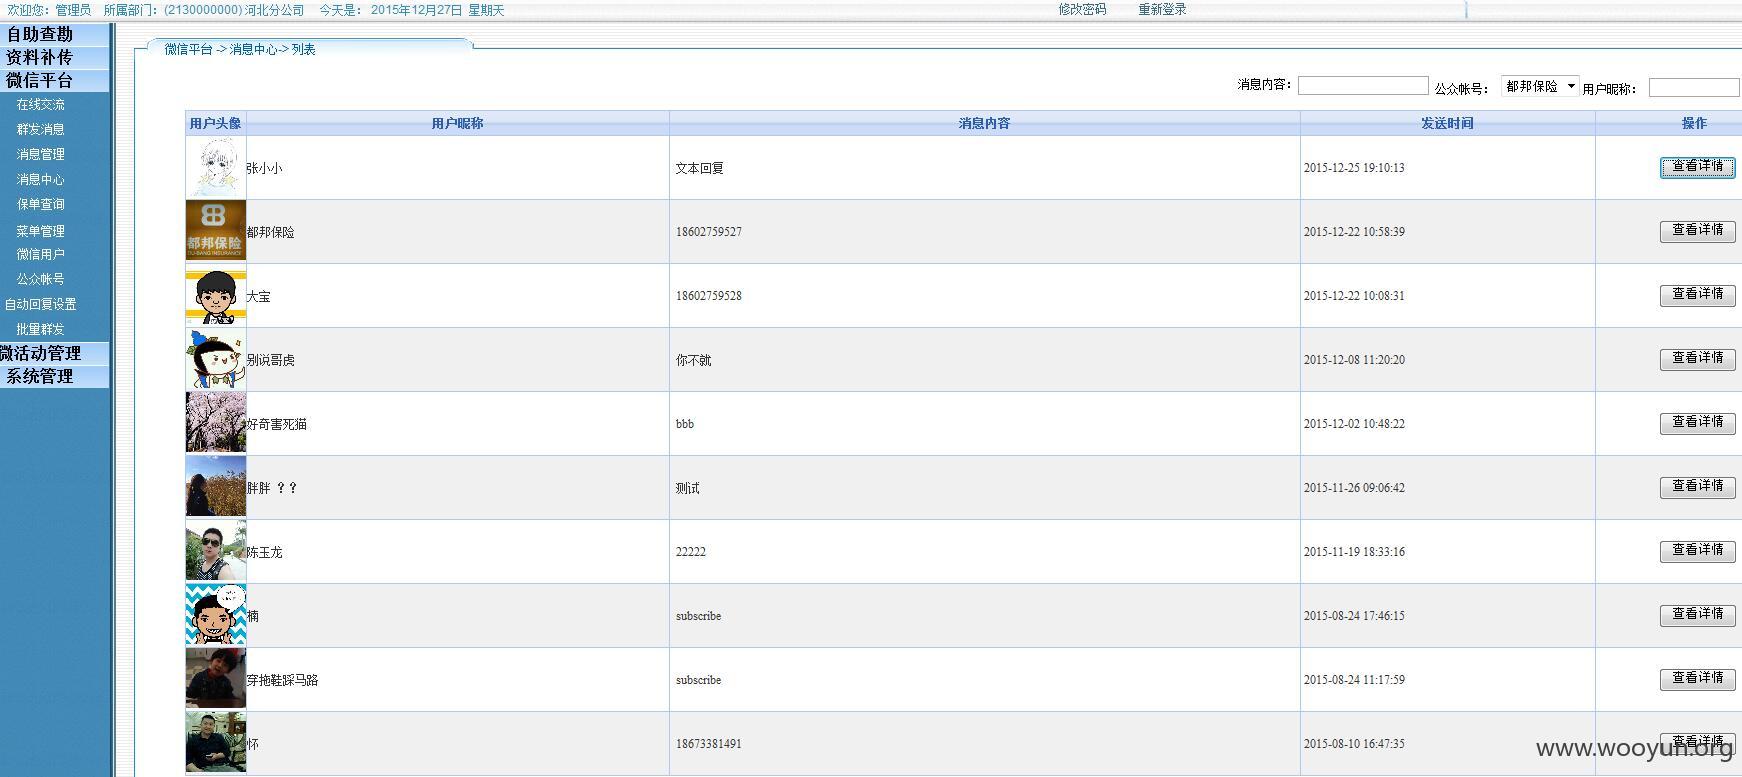 欢迎您：管理员 所属部门：(2130000000)河北分公司 今天是： 2015年12月27日 星期天 修改密码 重新登录
自助查勘
资料补传
微信平台
在线交流
群发消息
消息管理
消息中心
保单查询
菜单管理
微信用户
公众帐号
自动回复设置
批量群发
微活动管理
系统管理
微信平台 -> 消息中心-> 列表
消息内容： 公众帐号： 都邦保险 用户昵称：
用户头像 用户昵称 消息内容 发送时间 操作
张小小 文本回复 2015-12-25 19:10:13 查看详情
都邦保险 DU-BANG INSURANCE 都邦保险 18602759527 2015-12-22 10:58:39 查看详情
大宝 18602759528 2015-12-22 10:08:31 查看详情
别说哥虎 你不就 2015-12-08 11:20:20 查看详情
好奇害死猫 bbb 2015-12-02 10:48:22 查看详情
胖胖 ？？ 测试 2015-11-26 09:06:42 查看详情
陈玉龙 22222 2015-11-19 18:33:16 查看详情
楠 subscribe 2015-08-24 17:46:15 查看详情
穿拖鞋踩马路 subscribe 2015-08-24 11:17:59 查看详情
怀 18673381491 2015-08-10 16:47:35 查看详情
www.wooyun.org